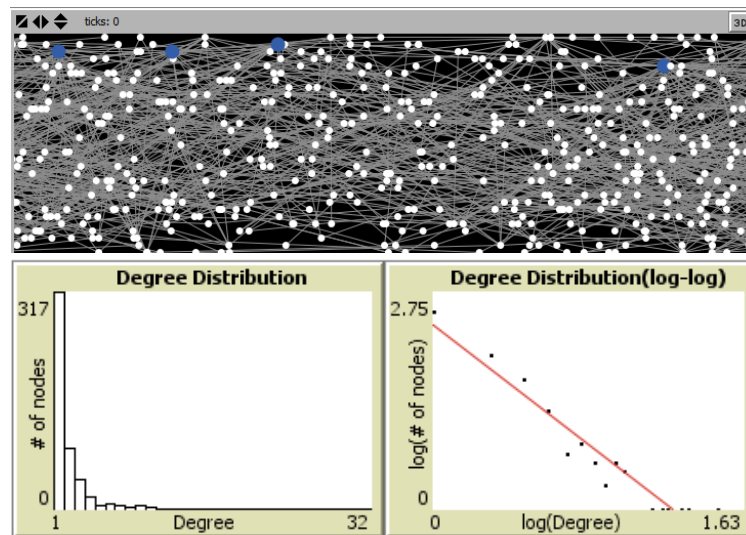 ticks: 0
3D
Degree Distribution
317
# of nodes
0
1
Degree
32
Degree Distribution(log-log)
2.75
log(# of nodes)
0
0
log(Degree)
1.63